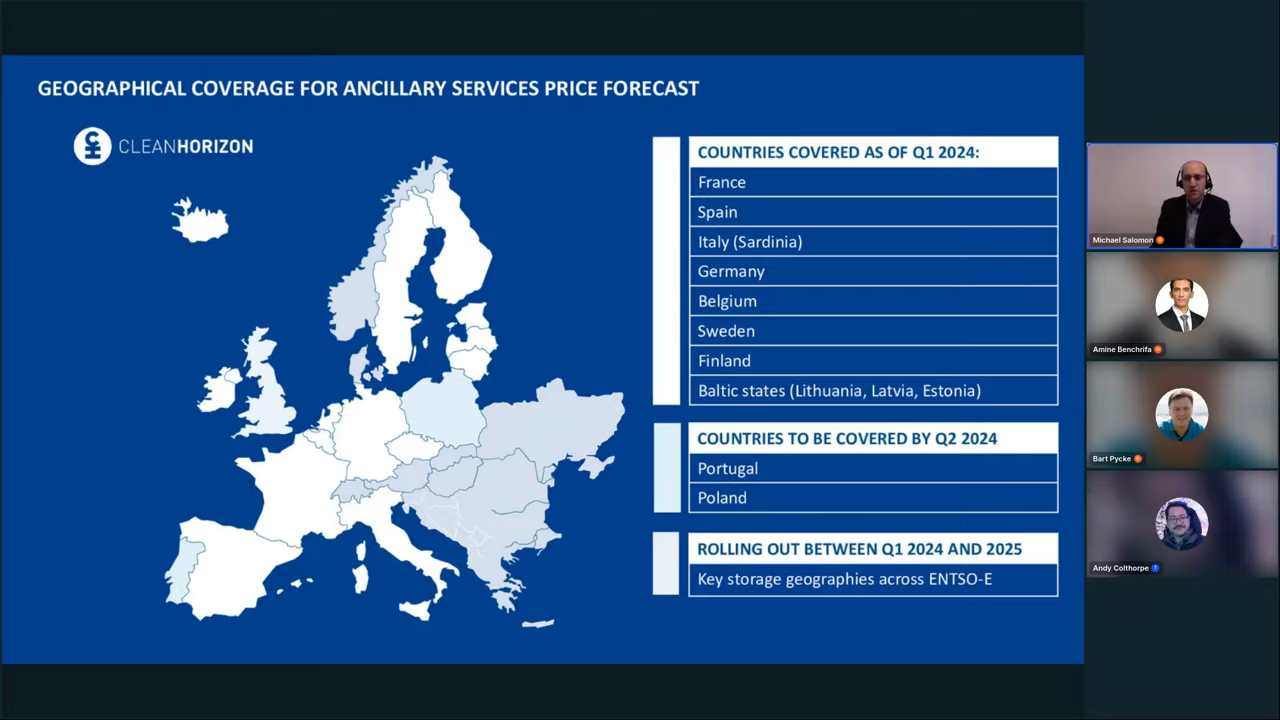 GEOGRAPHICAL COVERAGE FOR ANCILLARY SERVICES PRICE FORECAST
CLEANHORIZON
COUNTRIES COVERED AS OF Q1 2024:
France
Spain
Italy (Sardinia)
Germany
Belgium
Sweden
Finland
Baltic states (Lithuania, Latvia, Estonia)
COUNTRIES TO BE COVERED BY Q2 2024
Portugal
Poland
ROLLING OUT BETWEEN Q1 2024 AND 2025
Key storage geographies across ENTSO-E
Michael Salomon
Amine Benchrifa
Bart Pycke
Andy Colthorpe